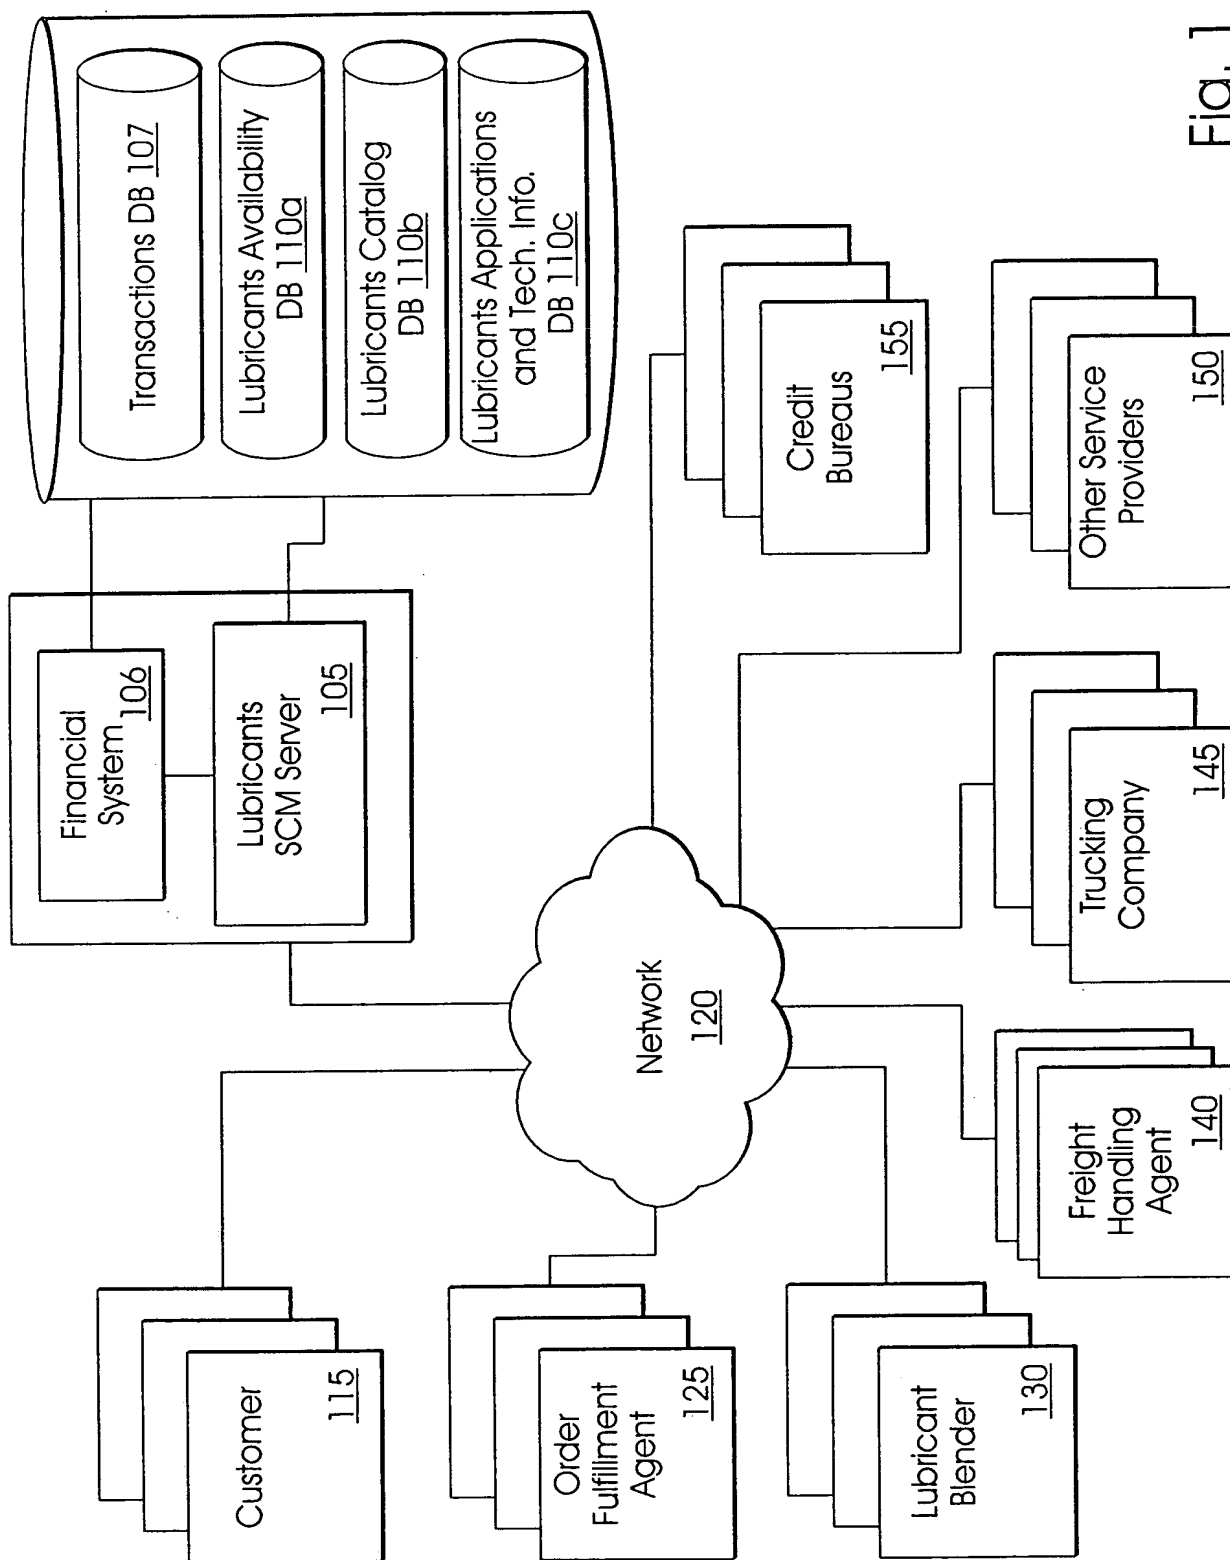 Customer
115
Order
Fulfillment
Agent
125
Lubricant
Blender
130
Financial
System
106
Lubricants
SCM Server
105
Transactions DB 107
Lubricants Availability
DB 110a
Lubricants Catalog
DB 110b
Lubricants Applications
and Tech. Info.
DB 110c
Network
120
Credit
Bureaus
155
Freight
Handling
Agent
140
Trucking
Company
145
Other Service
Providers
150
Fig. 1